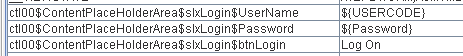 ctl00$ContentPlaceHolderArea$slxLogin$UserName ${USERCODE}
ctl00$ContentPlaceHolderArea$slxLogin$Password ${Password}
ctl00$ContentPlaceHolderArea$slxLogin$btnLogin Log On